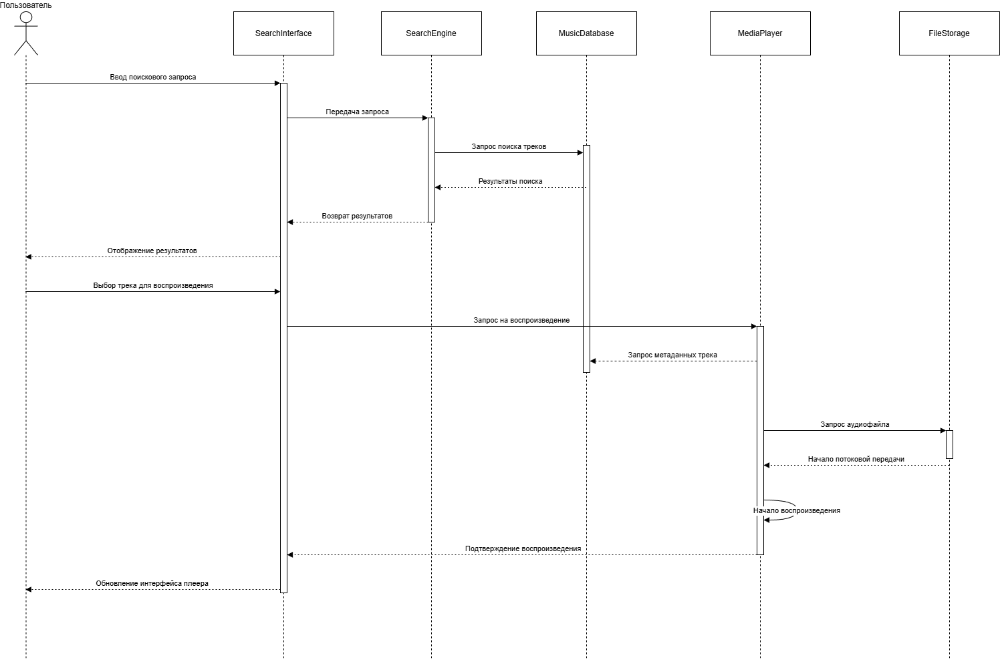 Пользователь
SearchInterface
SearchEngine
MusicDatabase
MediaPlayer
FileStorage
Ввод поискового запроса
Передача запроса
Запрос поиска треков
Результаты поиска
Возврат результатов
Отображение результатов
Выбор трека для воспроизведения
Запрос на воспроизведение
Запрос метаданных трека
Запрос аудиофайла
Начало потоковой передачи
Начало воспроизведения
Подтверждение воспроизведения
Обновление интерфейса плеера